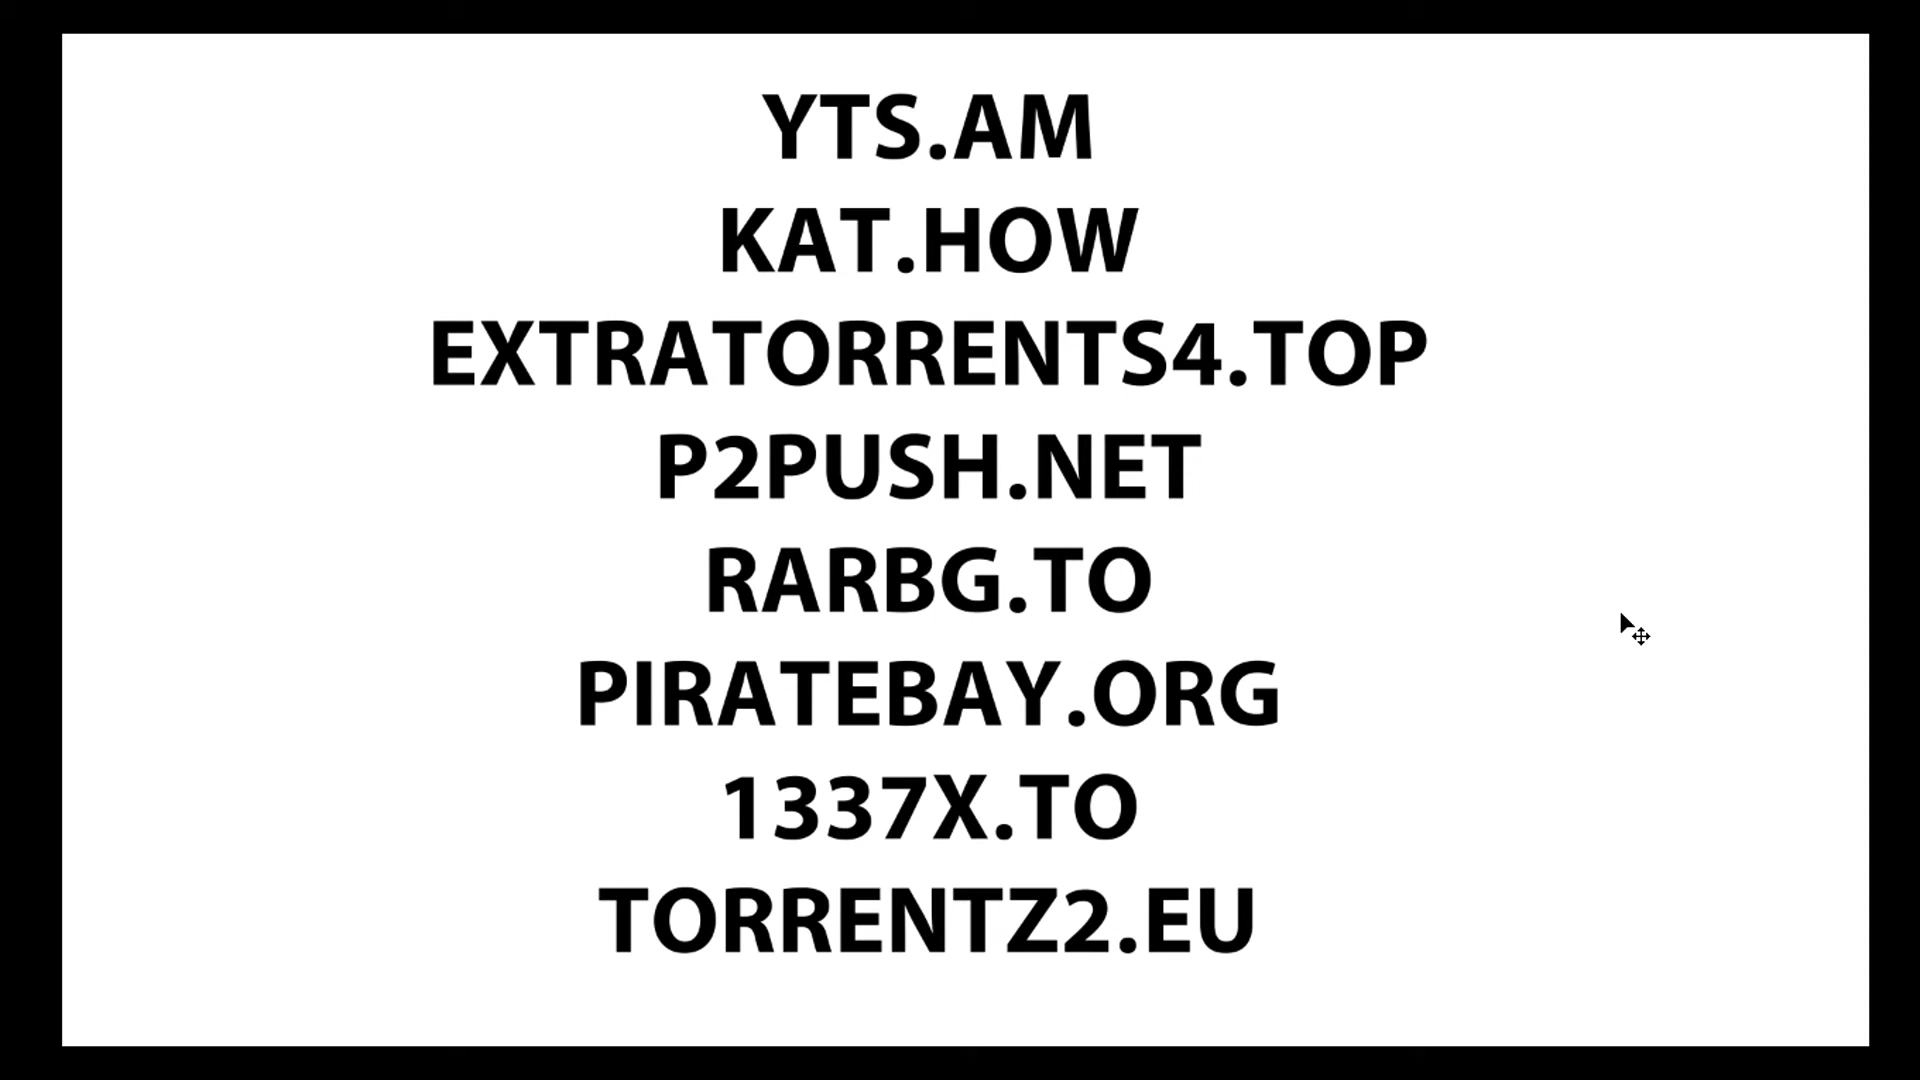 YTS.AM
KAT.HOW
EXTRATORRENTS4.TOP
P2PUSH.NET
RARBG.TO
PIRATEBAY.ORG
1337X.TO
TORRENTZ2.EU